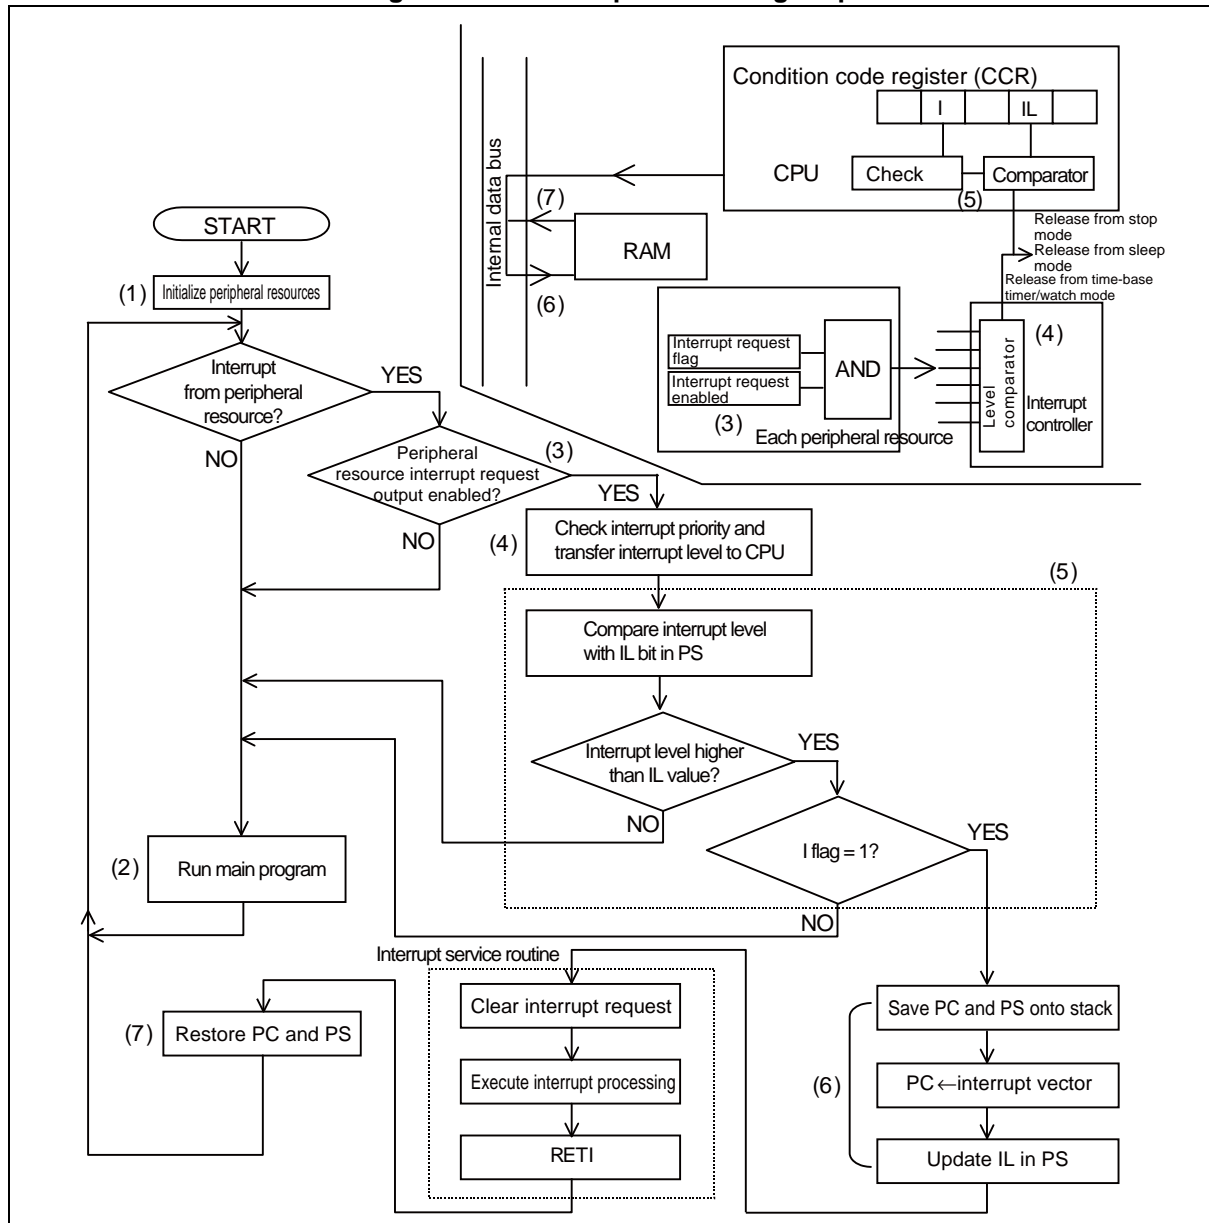 Condition code register (CCR)
I
IL
CPU
Check
Comparator
(5)
Internal data bus
(7)
RAM
(6)
Release from stop
mode
Release from sleep
mode
Release from time-base
timer/watch mode
Interrupt request
flag
Interrupt request
enabled
AND
(3)
Each peripheral resource
Level
comparator
(4)
Interrupt
controller
START
(1)
Initialize peripheral resources
Interrupt
from peripheral
resource?
YES
NO
Peripheral
resource interrupt request
output enabled?
(3)
YES
NO
(4)
Check interrupt priority and
transfer interrupt level to CPU
(5)
Compare interrupt level
with IL bit in PS
Interrupt level higher
than IL value?
YES
NO
I flag = 1?
YES
NO
(2)
Run main program
Interrupt service routine
Clear interrupt request
Execute interrupt processing
RETI
(7)
Restore PC and PS
Save PC and PS onto stack
(6)
PC←interrupt vector
Update IL in PS